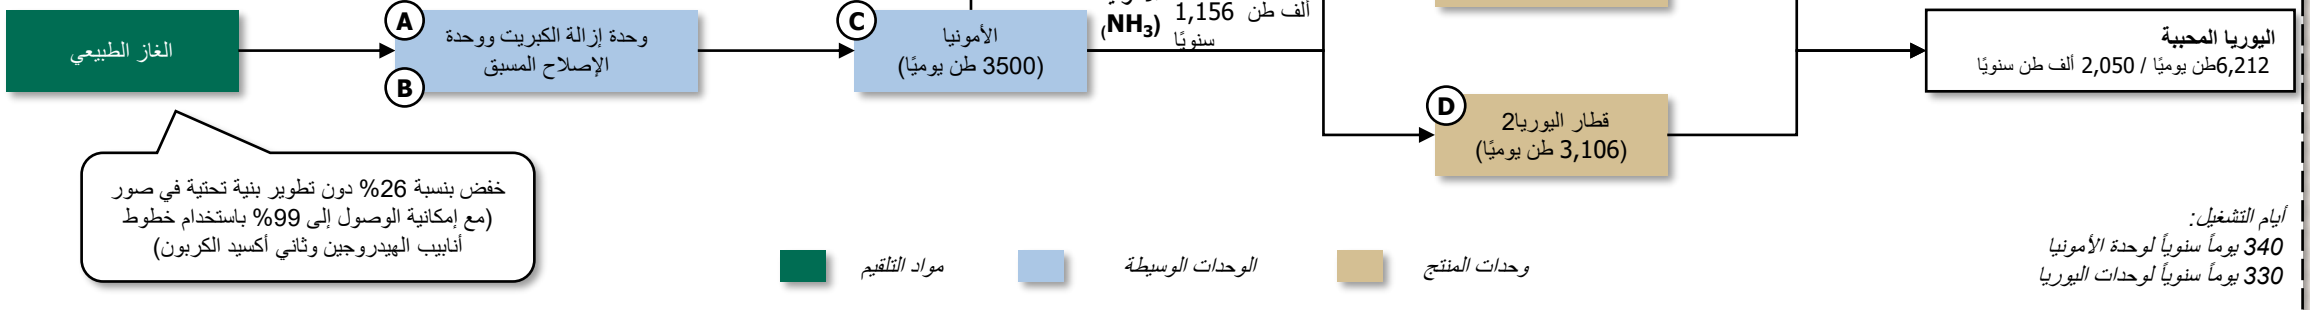 الغاز الطبيعي
A
B
وحدة إزالة الكبريت ووحدة
الإصلاح المسبق
C
الأمونيا
(3500 طن يوميًا)
(NH₃)
1,156 ألف طن
سنويًا
D
قطار اليوريا2
(3,106 طن يوميًا)
اليوريا المحببة
6,212طن يوميًا / 2,050 ألف طن سنويًا
خفض بنسبة 26% دون تطوير بنية تحتية في صور
(مع إمكانية الوصول إلى 99% باستخدام خطوط
أنابيب الهيدروجين وثاني أكسيد الكربون)
أيام التشغيل:
340 يوماً سنوياً لوحدة الأمونيا
330 يوماً سنوياً لوحدات اليوريا
مواد التلقيم
الوحدات الوسيطة
وحدات المنتج